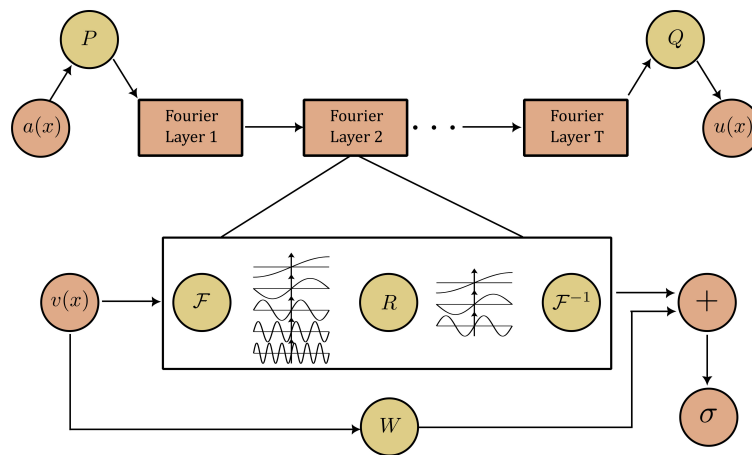 P
Q
a(x)
Fourier
Layer 1
Fourier
Layer 2
...
Fourier
Layer T
u(x)
v(x)
ℱ
R
ℱ⁻¹
+
W
σ